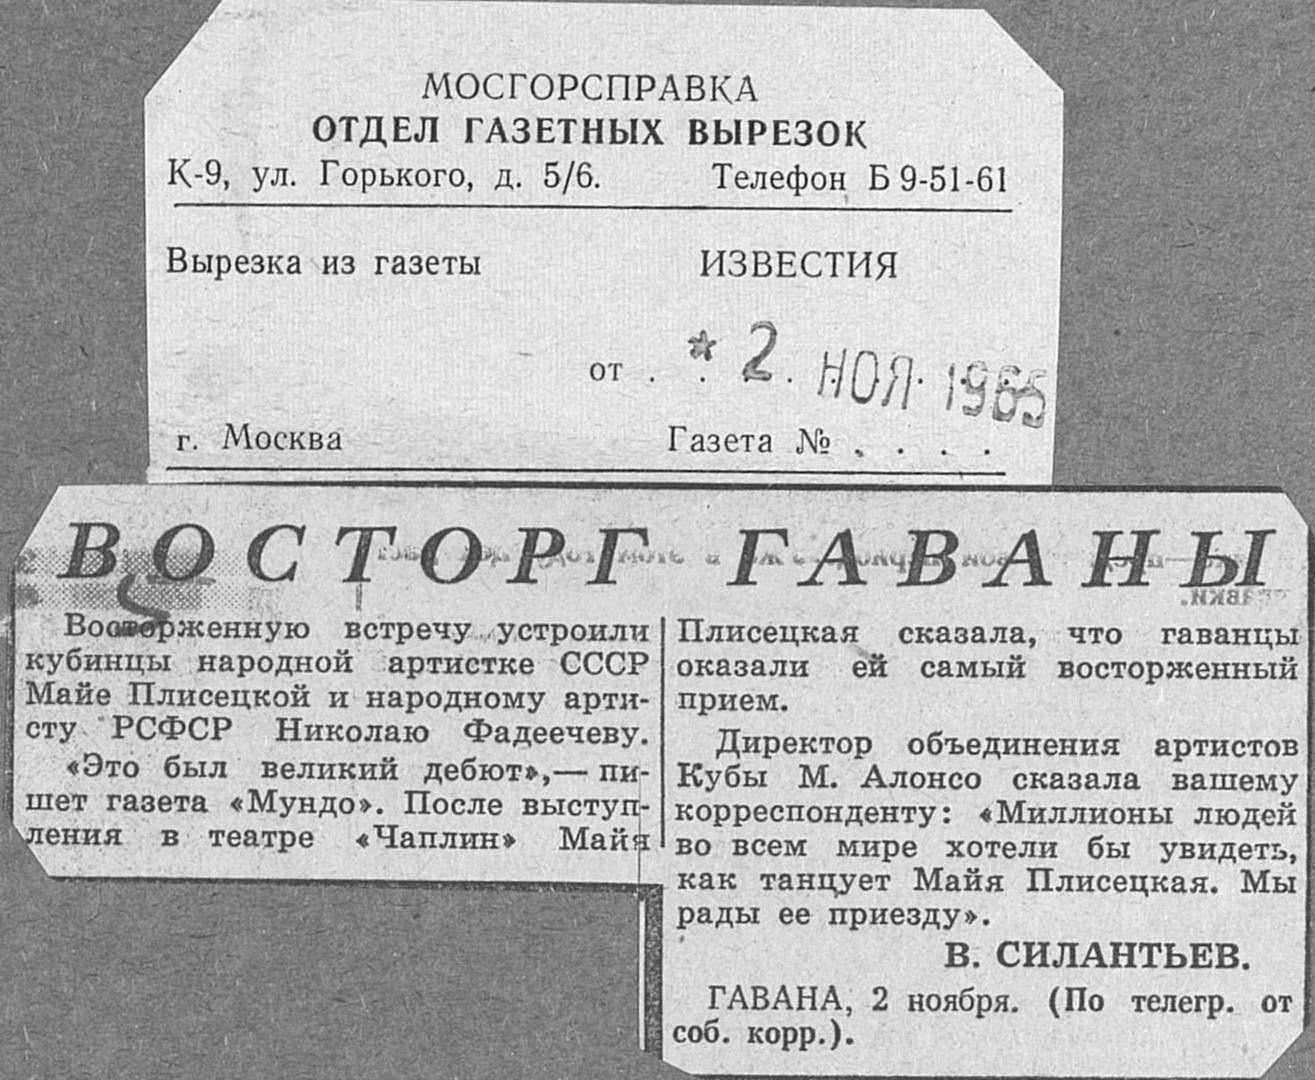 МОСГОРСПРАВКА
ОТДЕЛ ГАЗЕТНЫХ ВЫРЕЗОК
К-9, ул. Горького, д. 5/6. Телефон Б 9-51-61
Вырезка из газеты ИЗВЕСТИЯ
от . . * 2 . НОЯ . 1965
г. Москва Газета № . . . .
ВОСТОРГ ГАВАНЫ
Восторженную встречу устроили
кубинцы народной артистке СССР
Майе Плисецкой и народному арти-
сту РСФСР Николаю Фадеечеву.
«Это был великий дебют»,— пи-
шет газета «Мундо». После выступ-
ления в театре «Чаплин» Майя
Плисецкая сказала, что гаванцы
оказали ей самый восторженный
прием.
Директор объединения артистов
Кубы М. Алонсо сказала вашему
корреспонденту: «Миллионы людей
во всем мире хотели бы увидеть,
как танцует Майя Плисецкая. Мы
рады ее приезду».
В. СИЛАНТЬЕВ.
ГАВАНА, 2 ноября. (По телегр. от
соб. корр.).